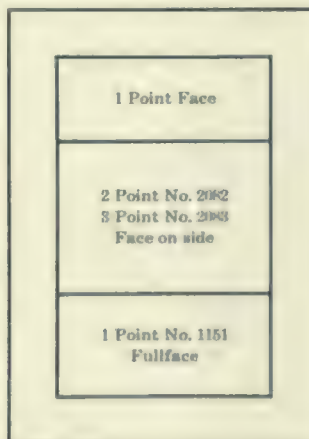 1 Point Face
2 Point No.
3 Point No.
Face on side
1 Point No. 1151
Fullface